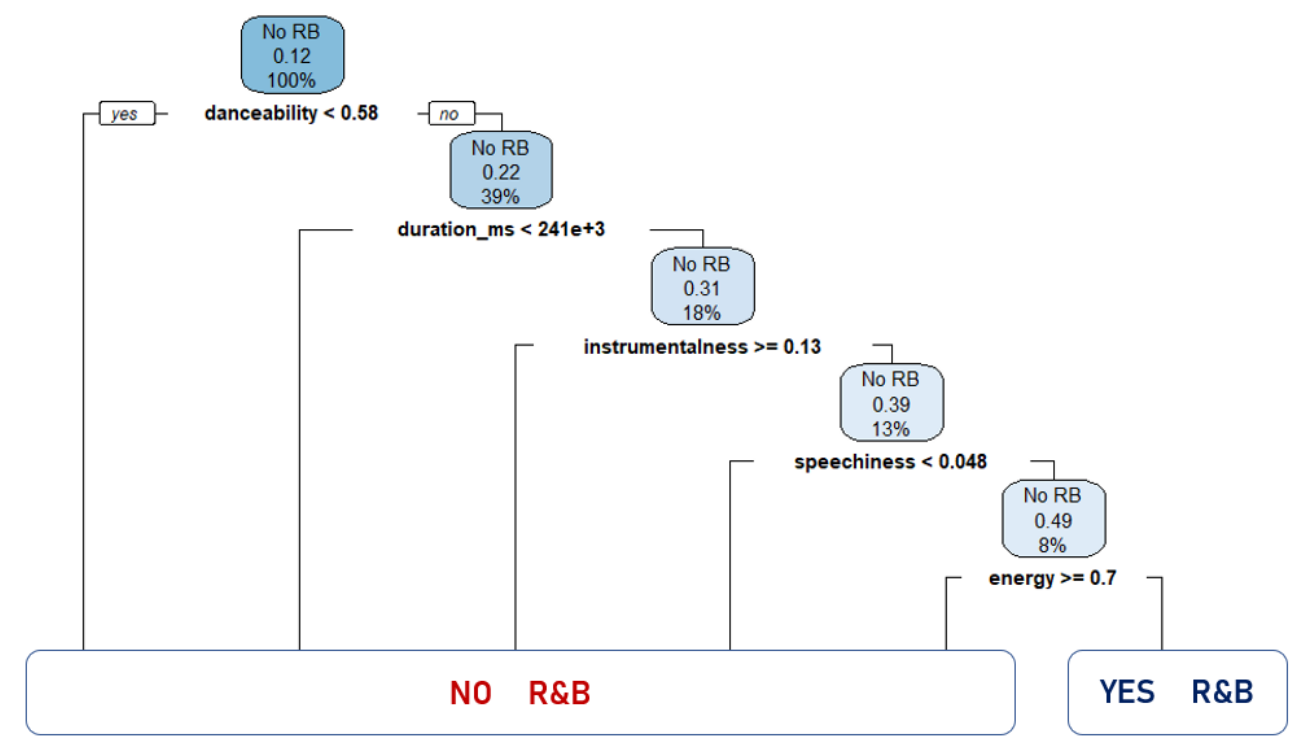 No RB
0.12
100%
yes danceability < 0.58 no
No RB
0.22
39%
duration_ms < 241e+3
No RB
0.31
18%
instrumentalness >= 0.13
No RB
0.39
13%
speechiness < 0.048
No RB
0.49
8%
energy >= 0.7
NO R&B YES R&B